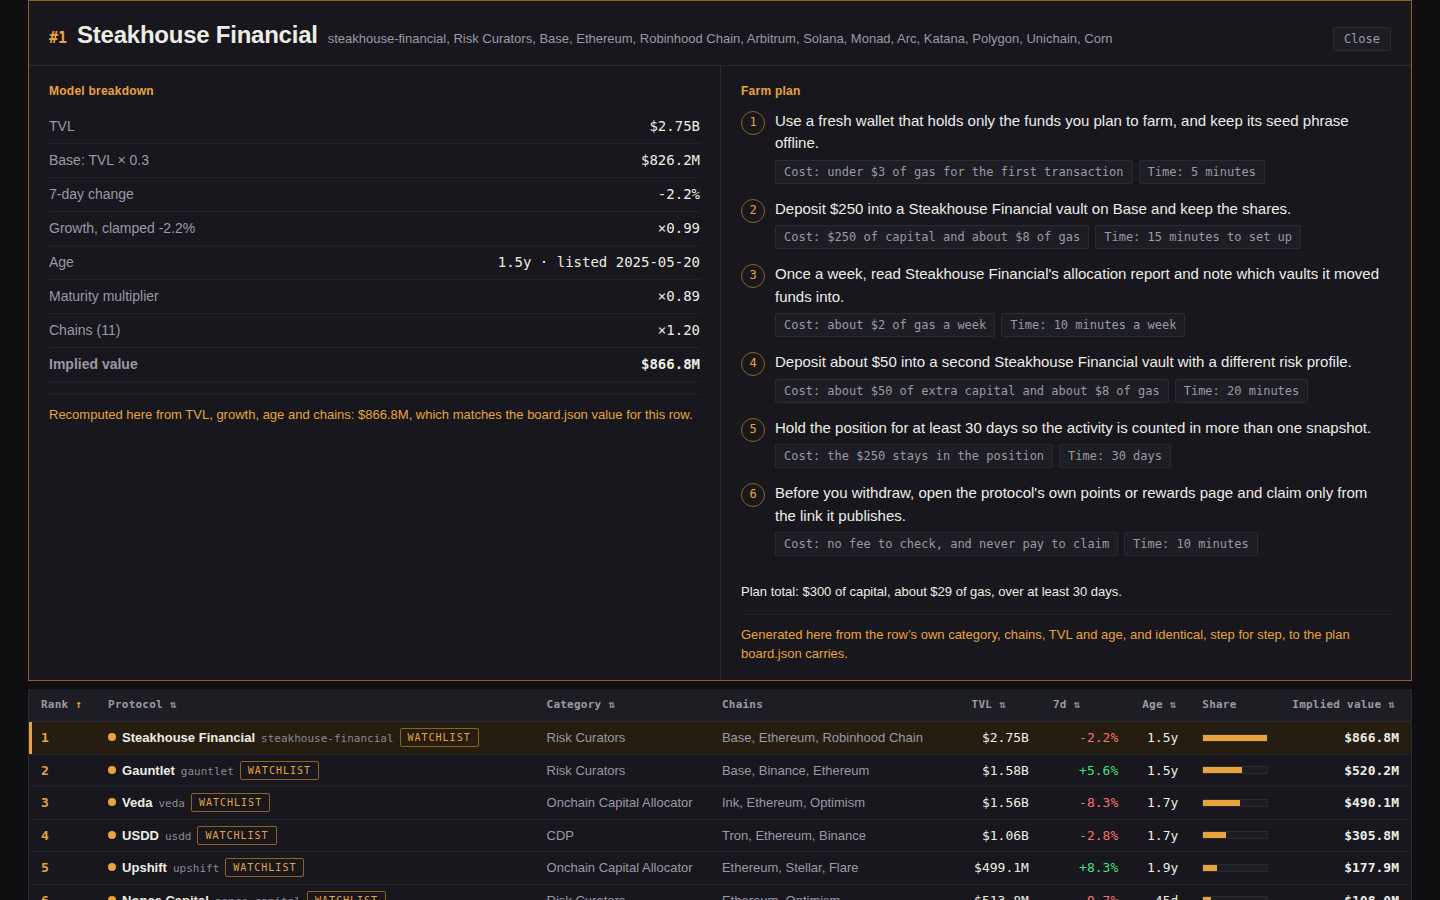 #1 Steakhouse Financial steakhouse-financial, Risk Curators, Base, Ethereum, Robinhood Chain, Arbitrum, Solana, Monad, Arc, Katana, Polygon, Unichain, Corn Close
Model breakdown
TVL $2.75B
Base: TVL × 0.3 $826.2M
7-day change -2.2%
Growth, clamped -2.2% ×0.99
Age 1.5y · listed 2025-05-20
Maturity multiplier ×0.89
Chains (11) ×1.20
Implied value $866.8M
Recomputed here from TVL, growth, age and chains: $866.8M, which matches the board.json value for this row.
Farm plan
1 Use a fresh wallet that holds only the funds you plan to farm, and keep its seed phrase
offline.
Cost: under $3 of gas for the first transaction Time: 5 minutes
2 Deposit $250 into a Steakhouse Financial vault on Base and keep the shares.
Cost: $250 of capital and about $8 of gas Time: 15 minutes to set up
3 Once a week, read Steakhouse Financial's allocation report and note which vaults it moved
funds into.
Cost: about $2 of gas a week Time: 10 minutes a week
4 Deposit about $50 into a second Steakhouse Financial vault with a different risk profile.
Cost: about $50 of extra capital and about $8 of gas Time: 20 minutes
5 Hold the position for at least 30 days so the activity is counted in more than one snapshot.
Cost: the $250 stays in the position Time: 30 days
6 Before you withdraw, open the protocol's own points or rewards page and claim only from
the link it publishes.
Cost: no fee to check, and never pay to claim Time: 10 minutes
Plan total: $300 of capital, about $29 of gas, over at least 30 days.
Generated here from the row's own category, chains, TVL and age, and identical, step for step, to the plan
board.json carries.
Rank ↑ Protocol ⇅ Category ⇅ Chains TVL ⇅ 7d ⇅ Age ⇅ Share Implied value ⇅
1 Steakhouse Financial steakhouse-financial WATCHLIST Risk Curators Base, Ethereum, Robinhood Chain $2.75B -2.2% 1.5y $866.8M
2 Gauntlet gauntlet WATCHLIST Risk Curators Base, Binance, Ethereum $1.58B +5.6% 1.5y $520.2M
3 Veda veda WATCHLIST Onchain Capital Allocator Ink, Ethereum, Optimism $1.56B -8.3% 1.7y $490.1M
4 USDD usdd WATCHLIST CDP Tron, Ethereum, Binance $1.06B -2.8% 1.7y $305.8M
5 Upshift upshift WATCHLIST Onchain Capital Allocator Ethereum, Stellar, Flare $499.1M +8.3% 1.9y $177.9M